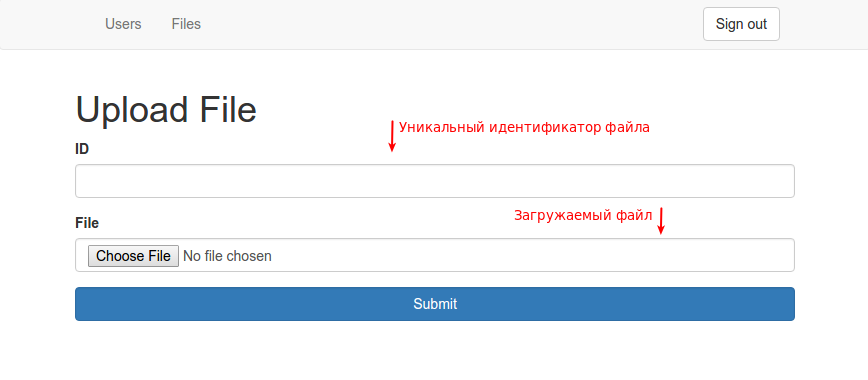 Users Files Sign out
Upload File
Уникальный идентификатор файла
ID
Загружаемый файл
File
Choose File No file chosen
Submit